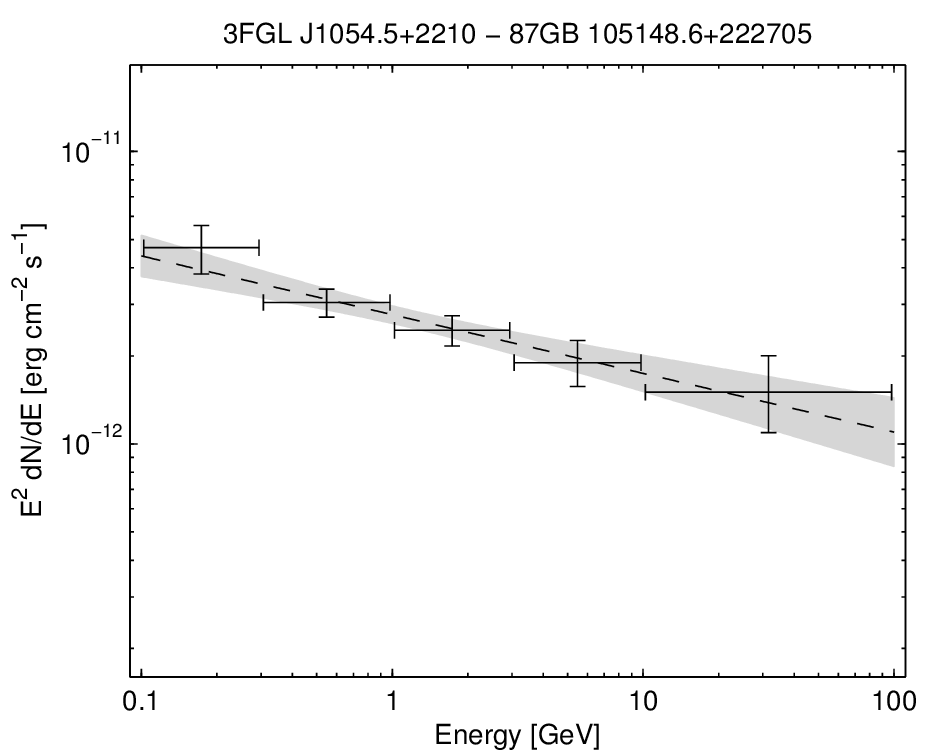 3FGL J1054.5+2210 − 87GB 105148.6+222705
E² dN/dE [erg cm⁻² s⁻¹]
10⁻¹¹
10⁻¹²
0.1 1 10 100
Energy [GeV]